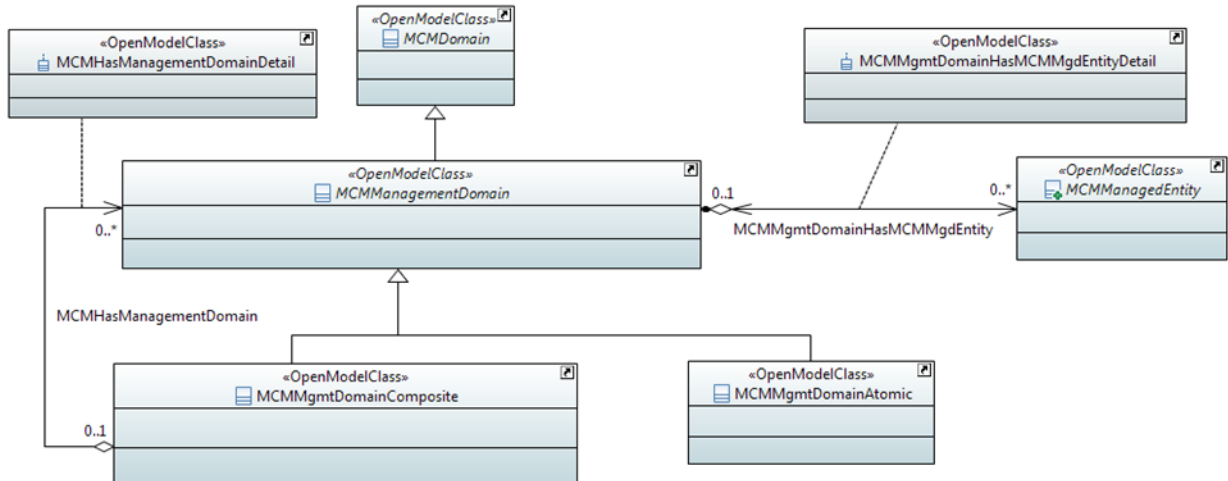 «OpenModelClass»
MCMDomain
«OpenModelClass»
MCMHasManagementDomainDetail
«OpenModelClass»
MCMMgmtDomainHasMCMMgdEntityDetail
«OpenModelClass»
MCMManagementDomain
«OpenModelClass»
MCMManagedEntity
0..*
0..1
0..*
MCMMgmtDomainHasMCMMgdEntity
MCMHasManagementDomain
«OpenModelClass»
MCMMgmtDomainComposite
«OpenModelClass»
MCMMgmtDomainAtomic
0..1